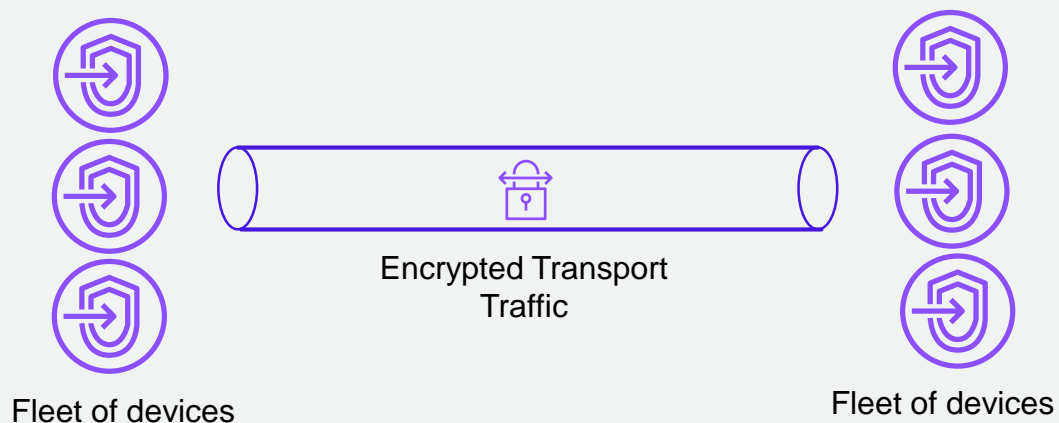 Encrypted Transport
Traffic
Fleet of devices
Fleet of devices